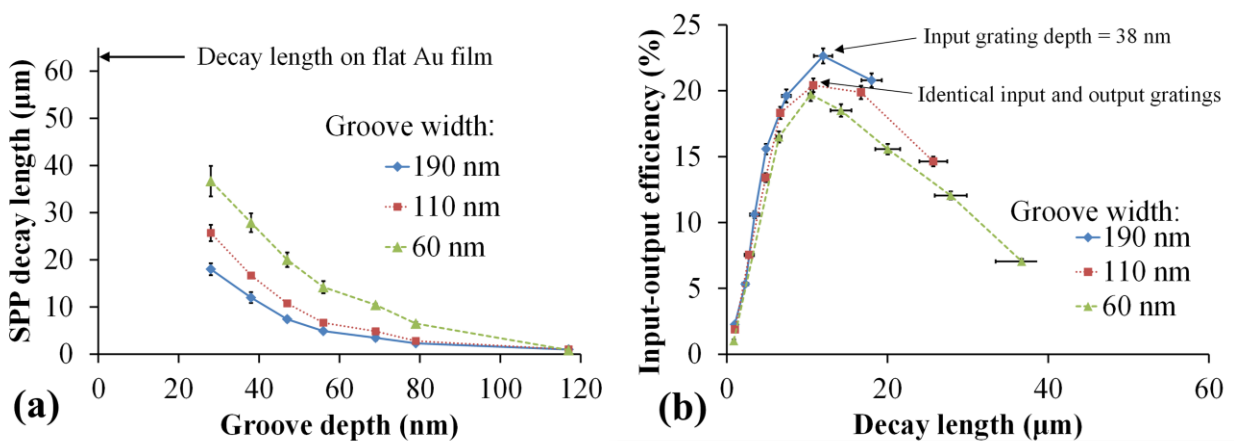 SPP decay length (μm)
60
50
40
30
20
10
0
Decay length on flat Au film
Groove width:
190 nm
110 nm
60 nm
0 20 40 60 80 100 120
Groove depth (nm)
(a)
Input-output efficiency (%)
25
20
15
10
5
0
Input grating depth = 38 nm
Identical input and output gratings
Groove width:
190 nm
110 nm
60 nm
0 20 40 60
Decay length (μm)
(b)